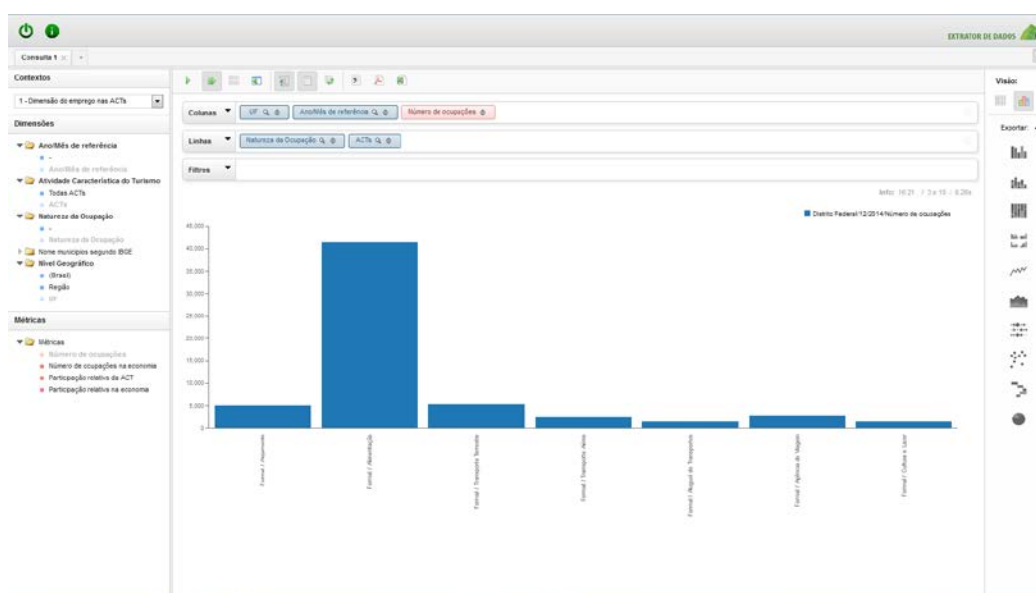 EXTRATOR DE DADOS
Consulta 1
Contextos
1 - Dimensão do emprego nas ACTs
Dimensões
Ano/Mês de referência
-
Ano/Mês de referência
Atividade Característica do Turismo
Todas ACTs
ACTs
Natureza da Ocupação
-
Natureza da Ocupação
Nome municípios segundo IBGE
Nível Geográfico
(Brasil)
Região
UF
Métricas
Métricas
Número de ocupações
Número de ocupações na economia
Participação relativa da ACT
Participação relativa na economia
Colunas UF Ano/Mês de referência Número de ocupações
Linhas Natureza da Ocupação ACTs
Filtros
Distrito Federal/12/2014/Número de ocupações
45.000
40.000
35.000
30.000
25.000
20.000
15.000
10.000
5.000
0
Formal / Alojamento
Formal / Alimentação
Formal / Transporte Terrestre
Formal / Transporte Aéreo
Formal / Aluguel de Transportes
Formal / Agência de Viagem
Formal / Cultura e Lazer
Visão:
Exportar: